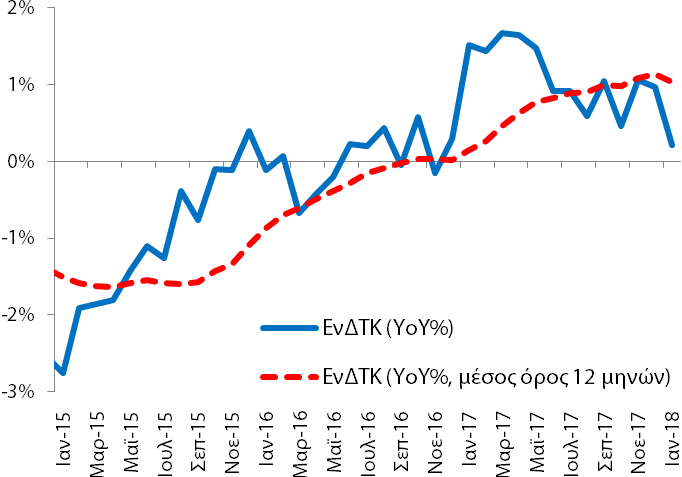 2%
1%
0%
-1%
-2%
-3%
ΕνΔΤΚ (YoY%)
ΕνΔΤΚ (YoY%, μέσος όρος 12 μηνών)
Ιαν-15
Μαρ-15
Μαϊ-15
Ιουλ-15
Σεπ-15
Νοε-15
Ιαν-16
Μαρ-16
Μαϊ-16
Ιουλ-16
Σεπ-16
Νοε-16
Ιαν-17
Μαρ-17
Μαϊ-17
Ιουλ-17
Σεπ-17
Νοε-17
Ιαν-18